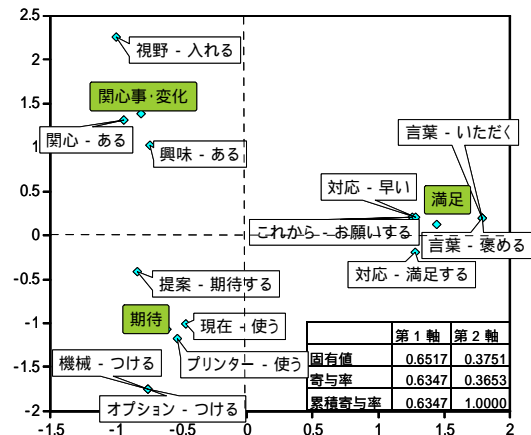 2.5
2
1.5
1
0.5
0
-0.5
-1
-1.5
-2
視野 - 入れる
関心事・変化
関心 - ある
興味 - ある
言葉 - いただく
対応 - 早い
満足
これから - お願いする
言葉 - 褒める
対応 - 満足する
提案 - 期待する
期待
現在 - 使う
機械 - つける
プリンター - 使う
オプション - つける
第1軸 第2軸
固有値 0.6517 0.3751
寄与率 0.6347 0.3653
累積寄与率 0.6347 1.0000
-1.5 -1 -0.5 0 0.5 1 1.5 2